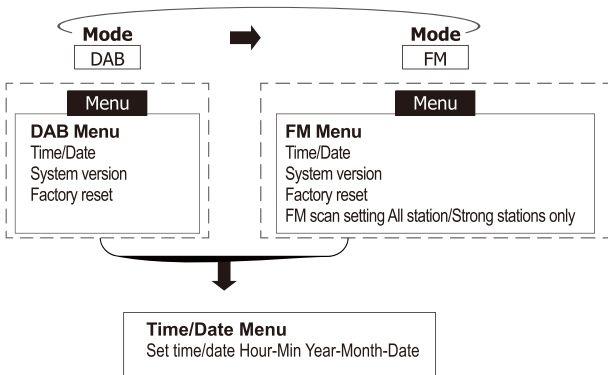 Mode
DAB
Menu
DAB Menu
Time/Date
System version
Factory reset
Mode
FM
Menu
FM Menu
Time/Date
System version
Factory reset
FM scan setting All station/Strong stations only
Time/Date Menu
Set time/date Hour-Min Year-Month-Date